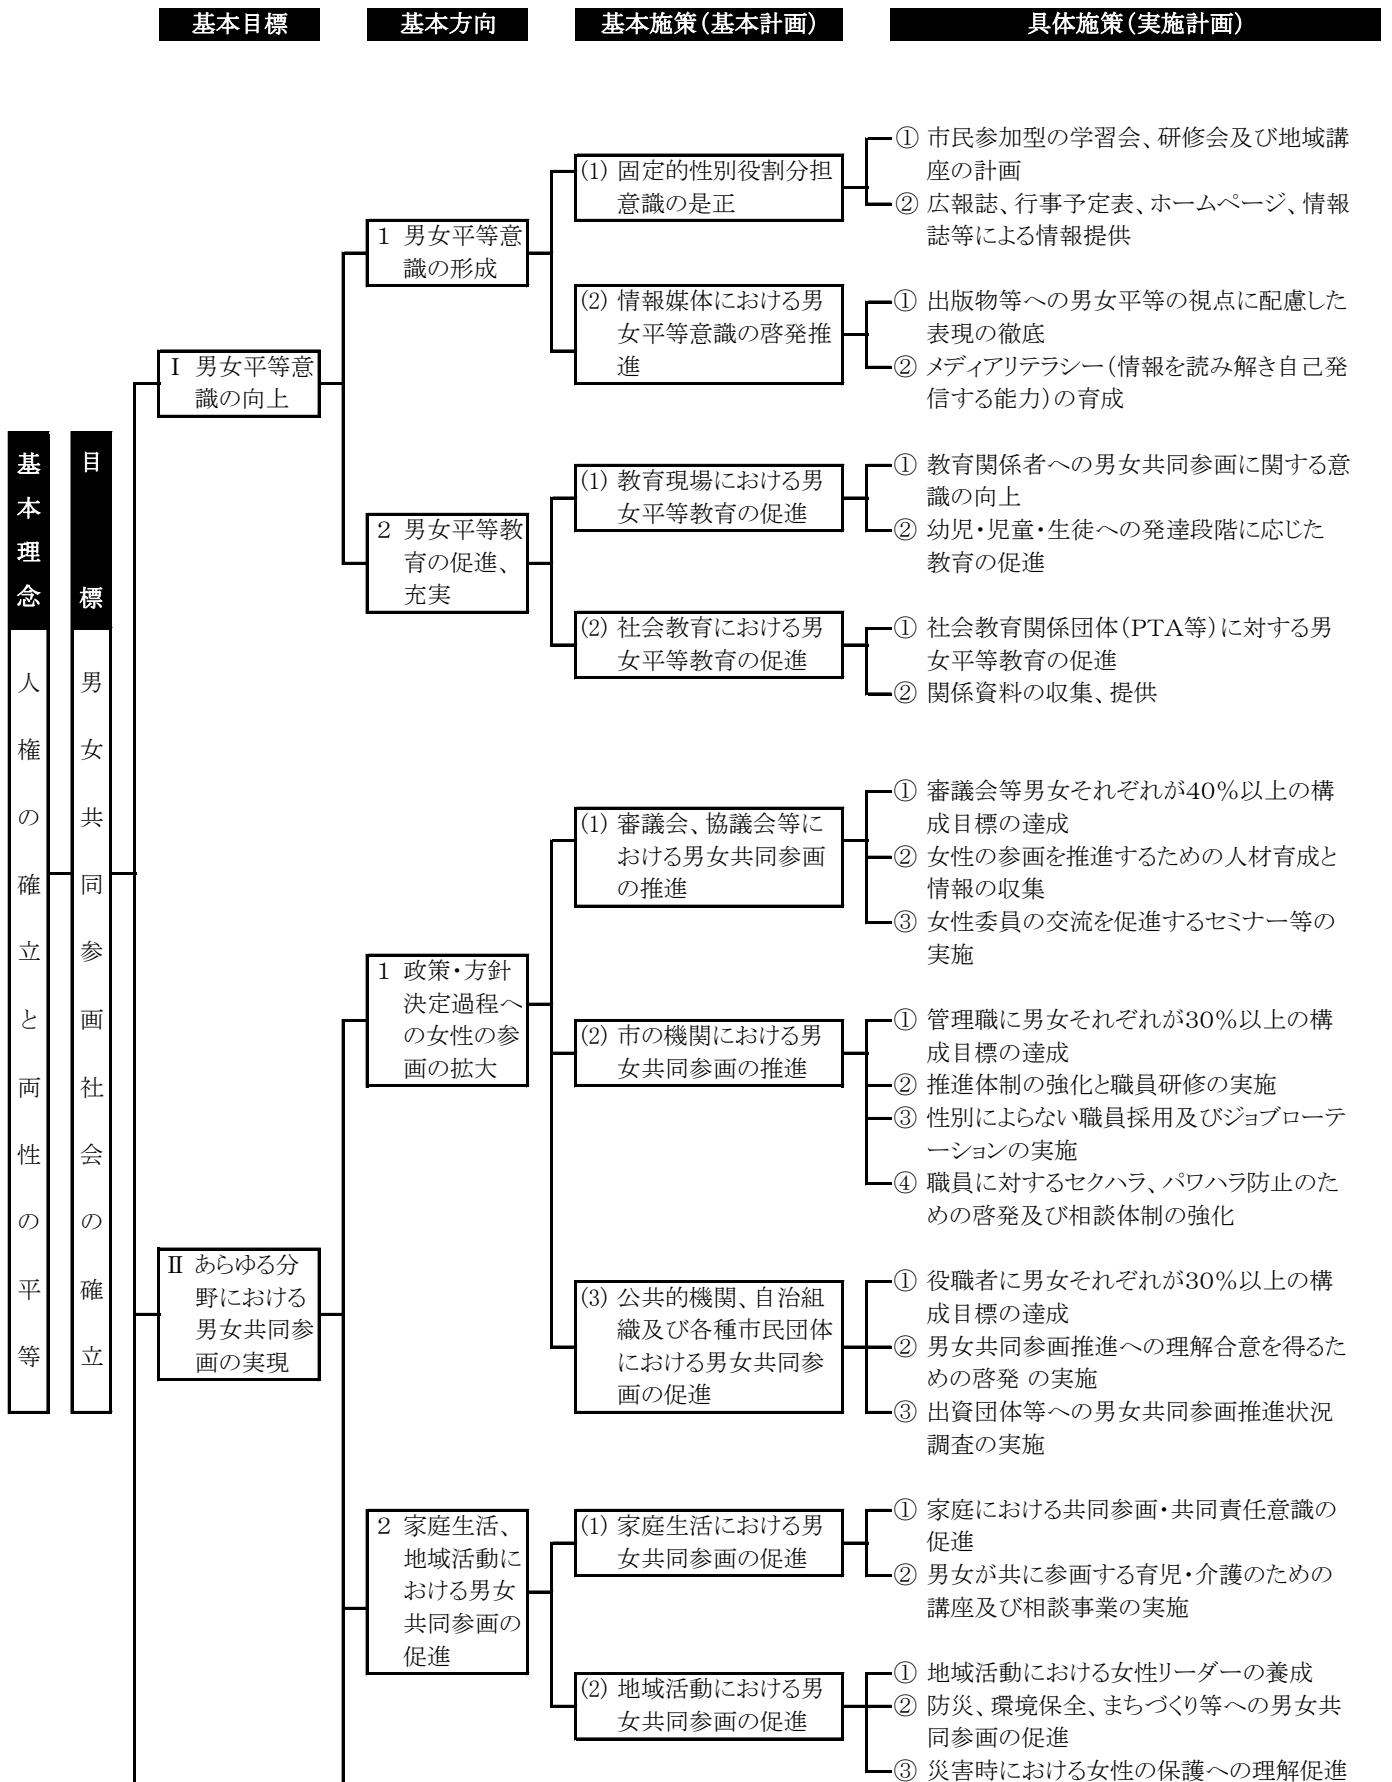 基本目標
基本方向
基本施策(基本計画)
具体施策(実施計画)
基本理念
人権の確立と両性の平等
目標
男女共同参画社会の確立
Ⅰ 男女平等意
識の向上
1 男女平等意
識の形成
(1) 固定的性別役割分担
意識の是正
① 市民参加型の学習会、研修会及び地域講
座の計画
② 広報誌、行事予定表、ホームページ、情報
誌等による情報提供
(2) 情報媒体における男
女平等意識の啓発推
進
① 出版物等への男女平等の視点に配慮した
表現の徹底
② メディアリテラシー(情報を読み解き自己発
信する能力)の育成
2 男女平等教
育の促進、
充実
(1) 教育現場における男
女平等教育の促進
① 教育関係者への男女共同参画に関する意
識の向上
② 幼児・児童・生徒への発達段階に応じた
教育の促進
(2) 社会教育における男
女平等教育の促進
① 社会教育関係団体(PTA等)に対する男
女平等教育の促進
② 関係資料の収集、提供
Ⅱ あらゆる分
野における
男女共同参
画の実現
1 政策・方針
決定過程へ
の女性の参
画の拡大
(1) 審議会、協議会等に
おける男女共同参画
の推進
① 審議会等男女それぞれが40%以上の構
成目標の達成
② 女性の参画を推進するための人材育成と
情報の収集
③ 女性委員の交流を促進するセミナー等の
実施
(2) 市の機関における男
女共同参画の推進
① 管理職に男女それぞれが30%以上の構
成目標の達成
② 推進体制の強化と職員研修の実施
③ 性別によらない職員採用及びジョブローテ
ーションの実施
④ 職員に対するセクハラ、パワハラ防止のた
めの啓発及び相談体制の強化
(3) 公共的機関、自治組
織及び各種市民団体
における男女共同参
画の促進
① 役職者に男女それぞれが30%以上の構
成目標の達成
② 男女共同参画推進への理解合意を得るた
めの啓発 の実施
③ 出資団体等への男女共同参画推進状況
調査の実施
2 家庭生活、
地域活動に
おける男女
共同参画の
促進
(1) 家庭生活における男
女共同参画の促進
① 家庭における共同参画・共同責任意識の
促進
② 男女が共に参画する育児・介護のための
講座及び相談事業の実施
(2) 地域活動における男
女共同参画の促進
① 地域活動における女性リーダーの養成
② 防災、環境保全、まちづくり等への男女共
同参画の促進
③ 災害時における女性の保護への理解促進